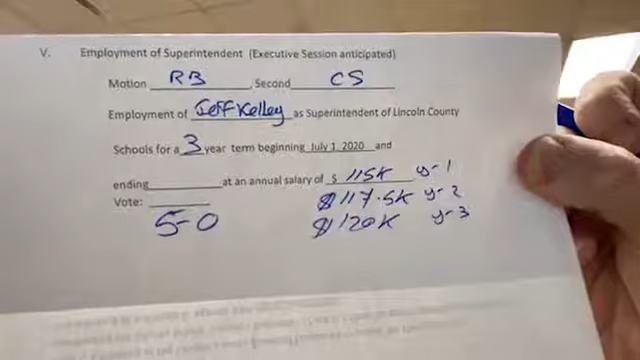 V. Employment of Superintendent (Executive Session anticipated)
Motion RB Second CS
Employment of Jeff Kelley as Superintendent of Lincoln County
Schools for a 3 year term beginning July 1, 2020 and
ending at an annual salary of $ 115K y-1
Vote: $117.5K y-2
5-0 $120K y-3